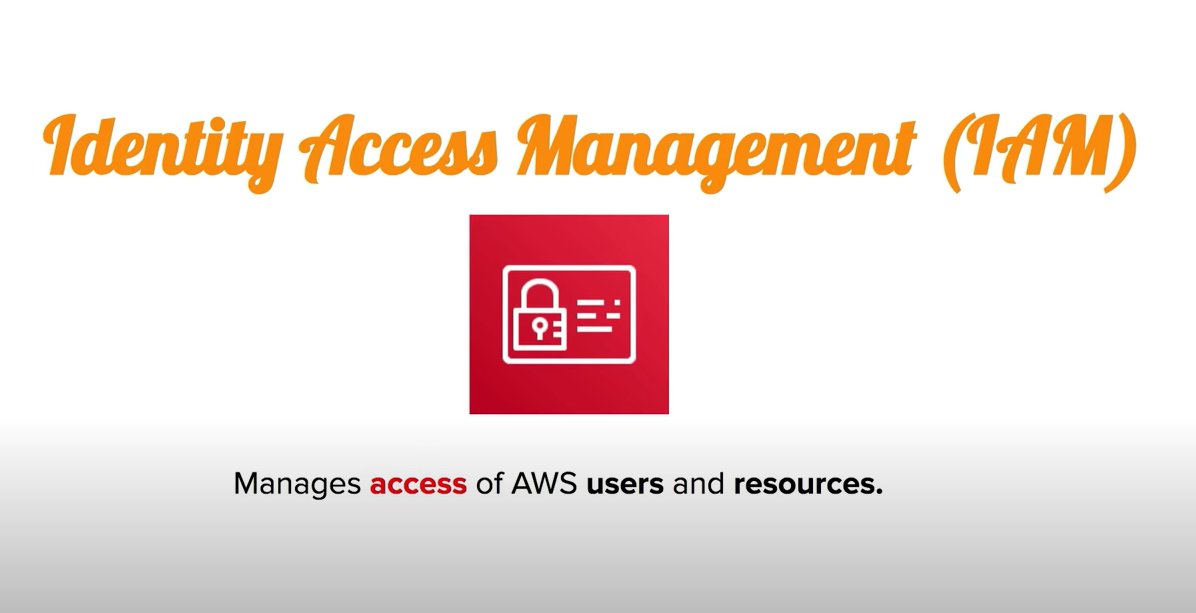 Identity Access Management (IAM)
Manages access of AWS users and resources.